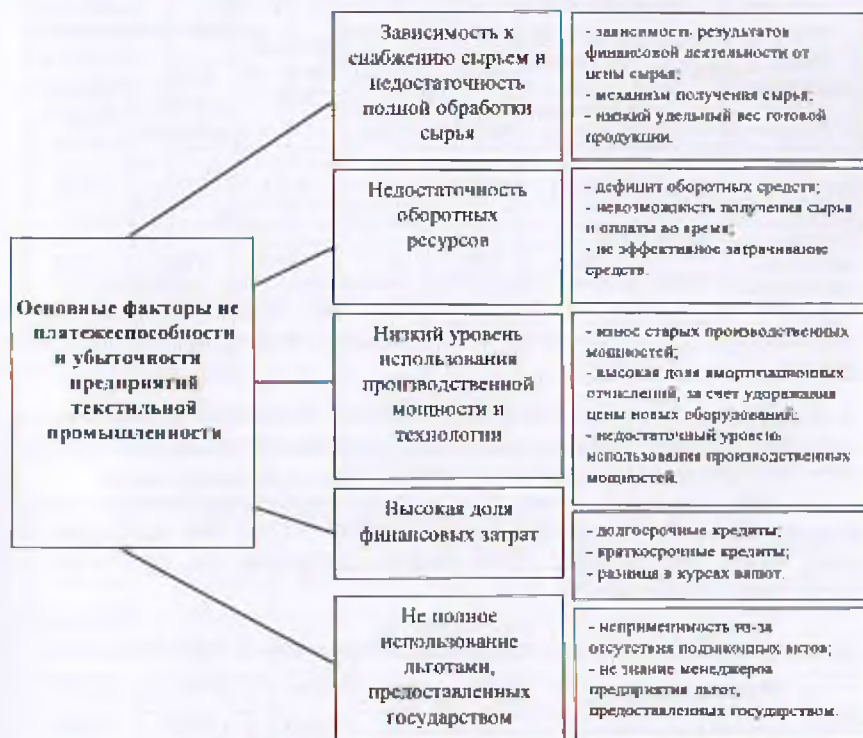 Основные факторы не
платежеспособности
и убыточности
предприятий
текстильной
промышленности
Зависимость к
снабжению сырьем и
недостаточность
полной обработки
сырья
- зависимость результатов
финансовой деятельности от
цены сырья;
- механизм получения сырья;
- низкий удельный вес готовой
продукции.
Недостаточность
оборотных
ресурсов
- дефицит оборотных средств;
- невозможность получения сырья
и оплаты во время;
- не эффективное затрачивание
средств.
Низкий уровень
использования
производственной
мощности и
технологии
- износ старых производственных
мощностей;
- высокая доля амортизационных
отчислений, за счет удоражания
цены новых оборудований;
- недостаточный уровень
использования производственных
мощностей.
Высокая доля
финансовых затрат
- долгосрочные кредиты;
- краткосрочные кредиты;
- разница в курсах валют.
Не полное
использование
льготами,
предоставленных
государством
- неприменимость из-за
отсутствия подзаконных актов;
- не знание менеджеров
предприятия льгот,
предоставленных государством.